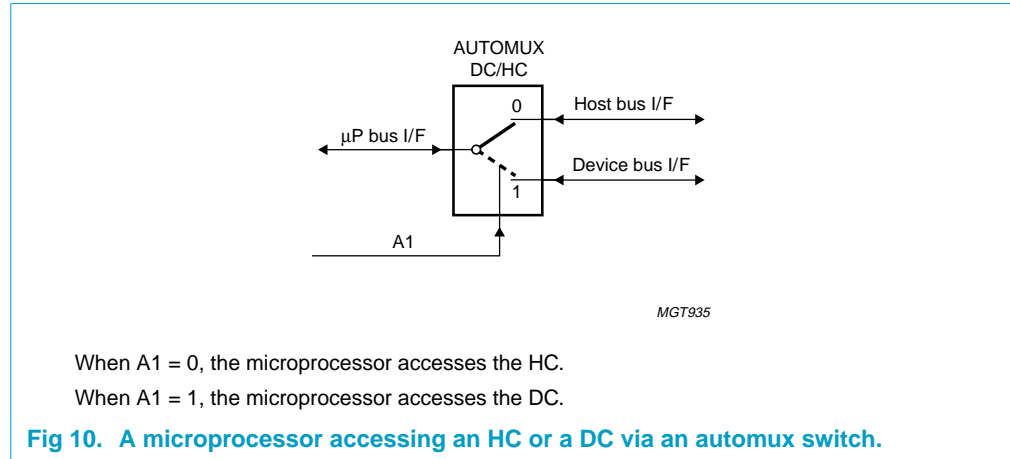 AUTOMUX
DC/HC
0
Host bus I/F
µP bus I/F
Device bus I/F
1
A1
MGT935
When A1 = 0, the microprocessor accesses the HC.
When A1 = 1, the microprocessor accesses the DC.
Fig 10. A microprocessor accessing an HC or a DC via an automux switch.